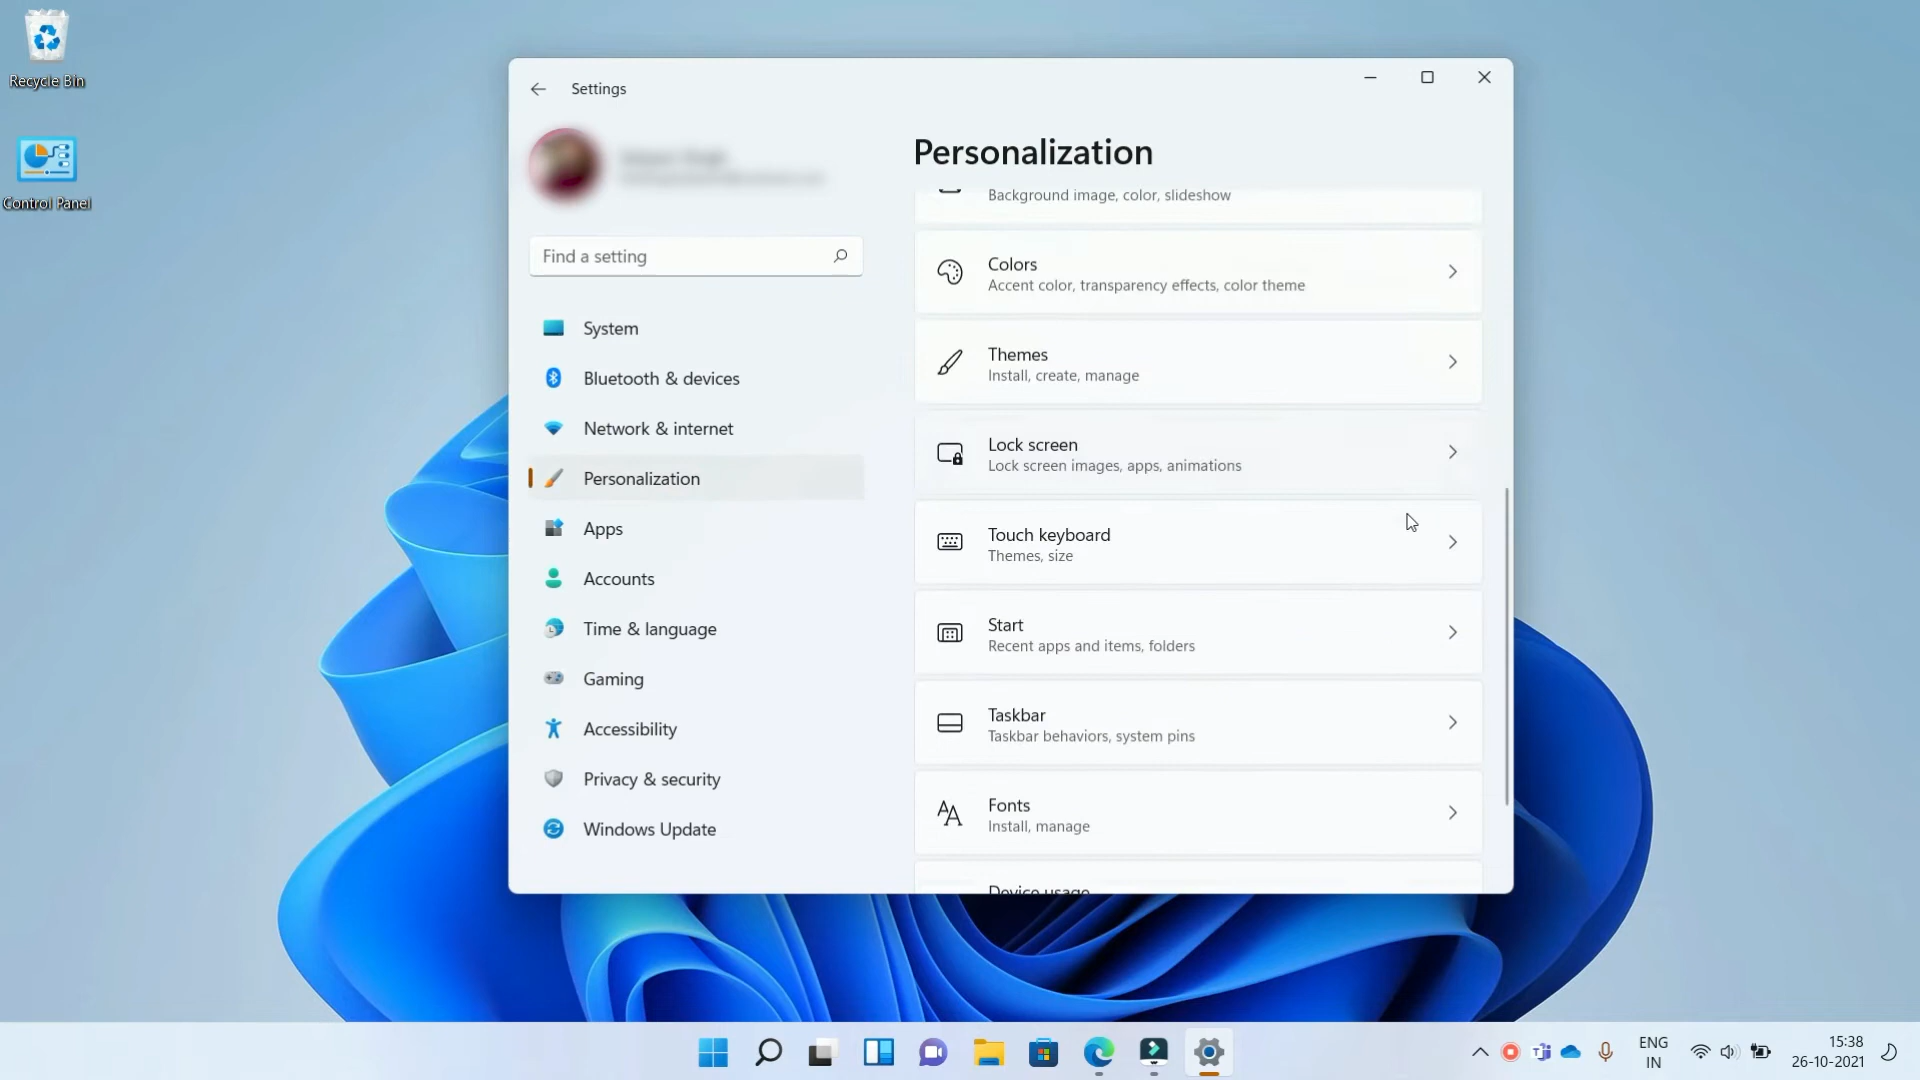 Recycle Bin
Control Panel
Settings
Find a setting
System
Bluetooth & devices
Network & internet
Personalization
Apps
Accounts
Time & language
Gaming
Accessibility
Privacy & security
Windows Update
Personalization
Background image, color, slideshow
Colors
Accent color, transparency effects, color theme
Themes
Install, create, manage
Lock screen
Lock screen images, apps, animations
Touch keyboard
Themes, size
Start
Recent apps and items, folders
Taskbar
Taskbar behaviors, system pins
Fonts
Install, manage
Device usage
ENG
IN
15:38
26-10-2021